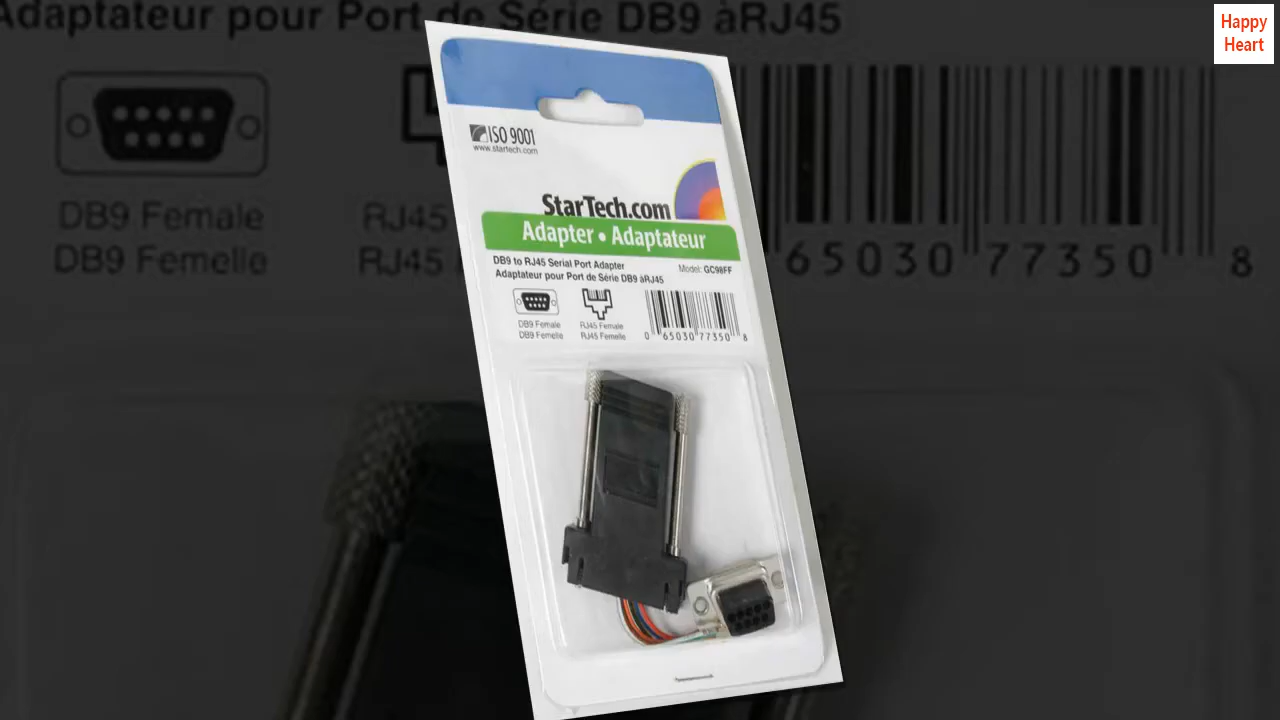 Adaptateur pour Port de Série DB9 àRJ45
DB9 Female
DB9 Femelle
RJ45
RJ45
65030 77350 8
Happy
Heart
ISO 9001
www.startech.com
StarTech.com
Adapter • Adaptateur
DB9 to RJ45 Serial Port Adapter
Adaptateur pour Port de Série DB9 àRJ45
Model: GC98FF
DB9 Female
DB9 Femelle
RJ45 Female
RJ45 Femelle
0 65030 77350 8